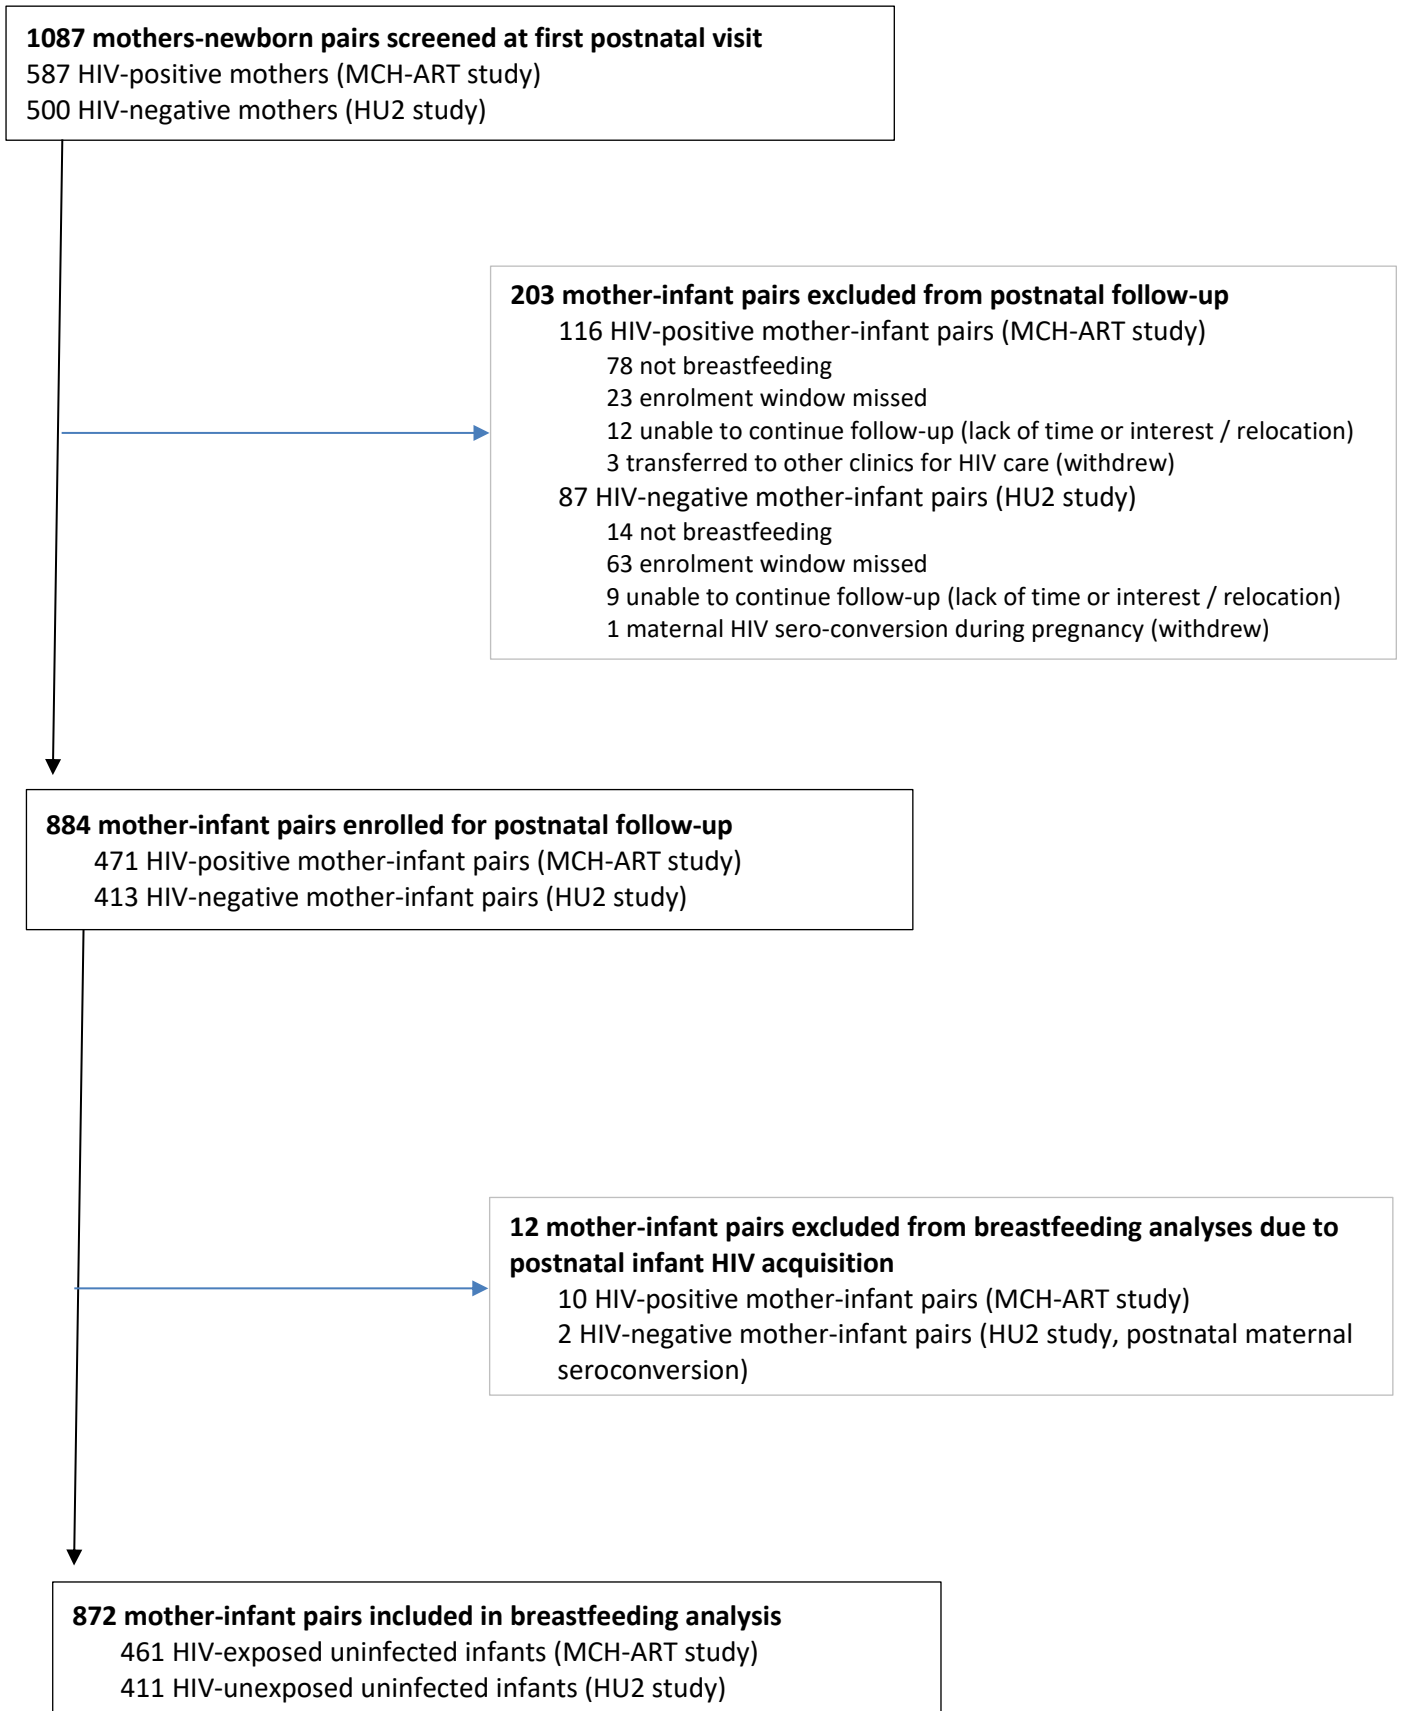 1087 mothers-newborn pairs screened at first postnatal visit
587 HIV-positive mothers (MCH-ART study)
500 HIV-negative mothers (HU2 study)
203 mother-infant pairs excluded from postnatal follow-up
116 HIV-positive mother-infant pairs (MCH-ART study)
78 not breastfeeding
23 enrolment window missed
12 unable to continue follow-up (lack of time or interest / relocation)
3 transferred to other clinics for HIV care (withdrew)
87 HIV-negative mother-infant pairs (HU2 study)
14 not breastfeeding
63 enrolment window missed
9 unable to continue follow-up (lack of time or interest / relocation)
1 maternal HIV sero-conversion during pregnancy (withdrew)
884 mother-infant pairs enrolled for postnatal follow-up
471 HIV-positive mother-infant pairs (MCH-ART study)
413 HIV-negative mother-infant pairs (HU2 study)
12 mother-infant pairs excluded from breastfeeding analyses due to
postnatal infant HIV acquisition
10 HIV-positive mother-infant pairs (MCH-ART study)
2 HIV-negative mother-infant pairs (HU2 study, postnatal maternal
seroconversion)
872 mother-infant pairs included in breastfeeding analysis
461 HIV-exposed uninfected infants (MCH-ART study)
411 HIV-unexposed uninfected infants (HU2 study)